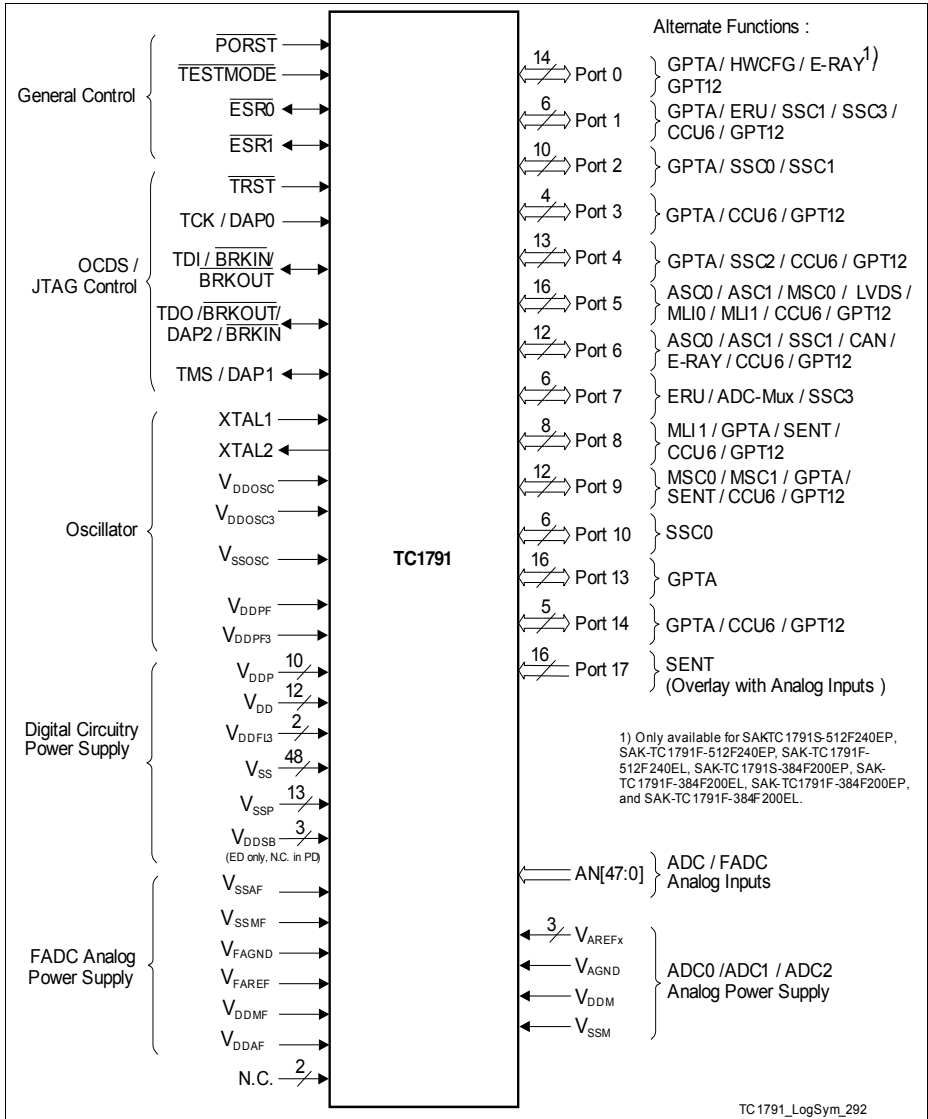 General Control
PORST
TESTMODE
ESR0
ESR1
OCDS /
JTAG Control
TRST
TCK / DAP0
TDI / BRKIN/
BRKOUT
TDO /BRKOUT/
DAP2 / BRKIN
TMS / DAP1
Oscillator
XTAL1
XTAL2
VDDOSC
VDDOSC3
VSSOSC
VDDPF
VDDPF3
Digital Circuitry
Power Supply
VDDP 10
VDD 12
VDDFL3 2
VSS 48
VSSP 13
VDDSB 3
(ED only, N.C. in PD)
FADC Analog
Power Supply
VSSAF
VSSMF
VFAGND
VFAREF
VDDMF
VDDAF
N.C. 2
TC1791
Alternate Functions :
14 Port 0 GPTA / HWCFG / E-RAY1) /
GPT12
6 Port 1 GPTA / ERU / SSC1 / SSC3 /
CCU6 / GPT12
10 Port 2 GPTA / SSC0 / SSC1
4 Port 3 GPTA / CCU6 / GPT12
13 Port 4 GPTA / SSC2 / CCU6 / GPT12
16 Port 5 ASC0 / ASC1 / MSC0 / LVDS /
MLI0 / MLI1 / CCU6 / GPT12
12 Port 6 ASC0 / ASC1 / SSC1 / CAN /
E-RAY / CCU6 / GPT12
6 Port 7 ERU / ADC-Mux / SSC3
8 Port 8 MLI1 / GPTA / SENT /
CCU6 / GPT12
12 Port 9 MSC0 / MSC1 / GPTA /
SENT / CCU6 / GPT12
6 Port 10 SSC0
16 Port 13 GPTA
5 Port 14 GPTA / CCU6 / GPT12
16 Port 17 SENT
(Overlay with Analog Inputs )
1) Only available for SAKTC1791S-512F240EP,
SAK-TC1791F-512F240EP, SAK-TC1791F-
512F240EL, SAK-TC1791S-384F200EP, SAK-
TC1791F-384F200EL, SAK-TC1791F-384F200EP,
and SAK-TC1791F-384F200EL.
AN[47:0] ADC / FADC
Analog Inputs
3 VAREFx
VAGND
VDDM
VSSM
ADC0 /ADC1 / ADC2
Analog Power Supply
TC1791_LogSym_292